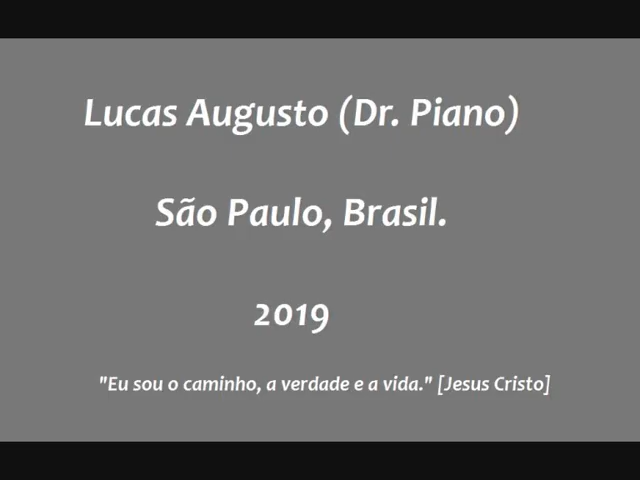 Lucas Augusto (Dr. Piano)
São Paulo, Brasil.
2019
"Eu sou o caminho, a verdade e a vida." [Jesus Cristo]